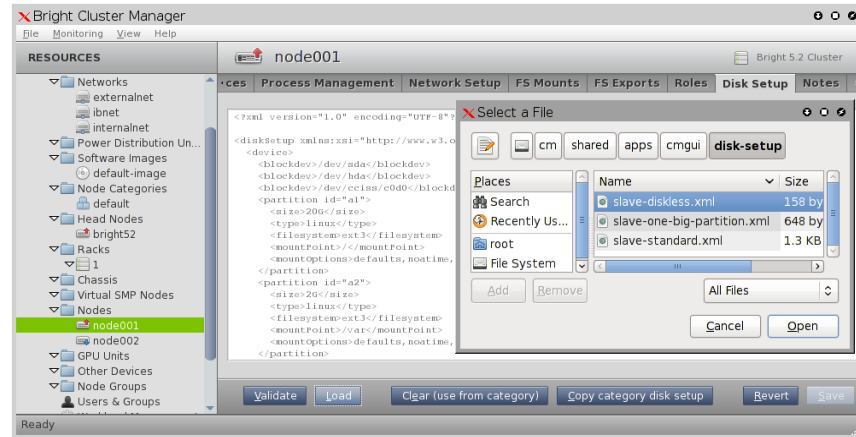 Bright Cluster Manager
File Monitoring View Help
RESOURCES
node001
Bright 5.2 Cluster
ces Process Management Network Setup FS Mounts FS Exports Roles Disk Setup Notes
Networks
externalnet
ibnet
internalnet
Power Distribution Un...
Software Images
default-image
Node Categories
default
Head Nodes
bright52
Racks
1
Chassis
Virtual SMP Nodes
Nodes
node001
node002
GPU Units
Other Devices
Node Groups
Users & Groups
<?xml version="1.0" encoding="UTF-8"?
<diskSetup xmlns:xsi="http://www.w3.o
<device>
<blockdev>/dev/sda</blockdev>
<blockdev>/dev/hda</blockdev>
<blockdev>/dev/cciss/c0d0</blockd
<partition id="a1">
<size>20G</size>
<type>linux</type>
<filesystem>ext3</filesystem>
<mountPoint>/</mountPoint>
<mountOptions>defaults,noatime,
</partition>
<partition id="a2">
<size>2G</size>
<type>linux</type>
<filesystem>ext3</filesystem>
<mountPoint>/var</mountPoint>
<mountOptions>defaults,noatime,
</partition>
Select a File
cm shared apps cmgui disk-setup
Places
Search
Recently Us...
root
File System
Name Size
slave-diskless.xml 158 by
slave-one-big-partition.xml 648 by
slave-standard.xml 1.3 KB
Add Remove
All Files
Cancel Open
Validate Load Clear (use from category) Copy category disk setup Revert Save
Ready